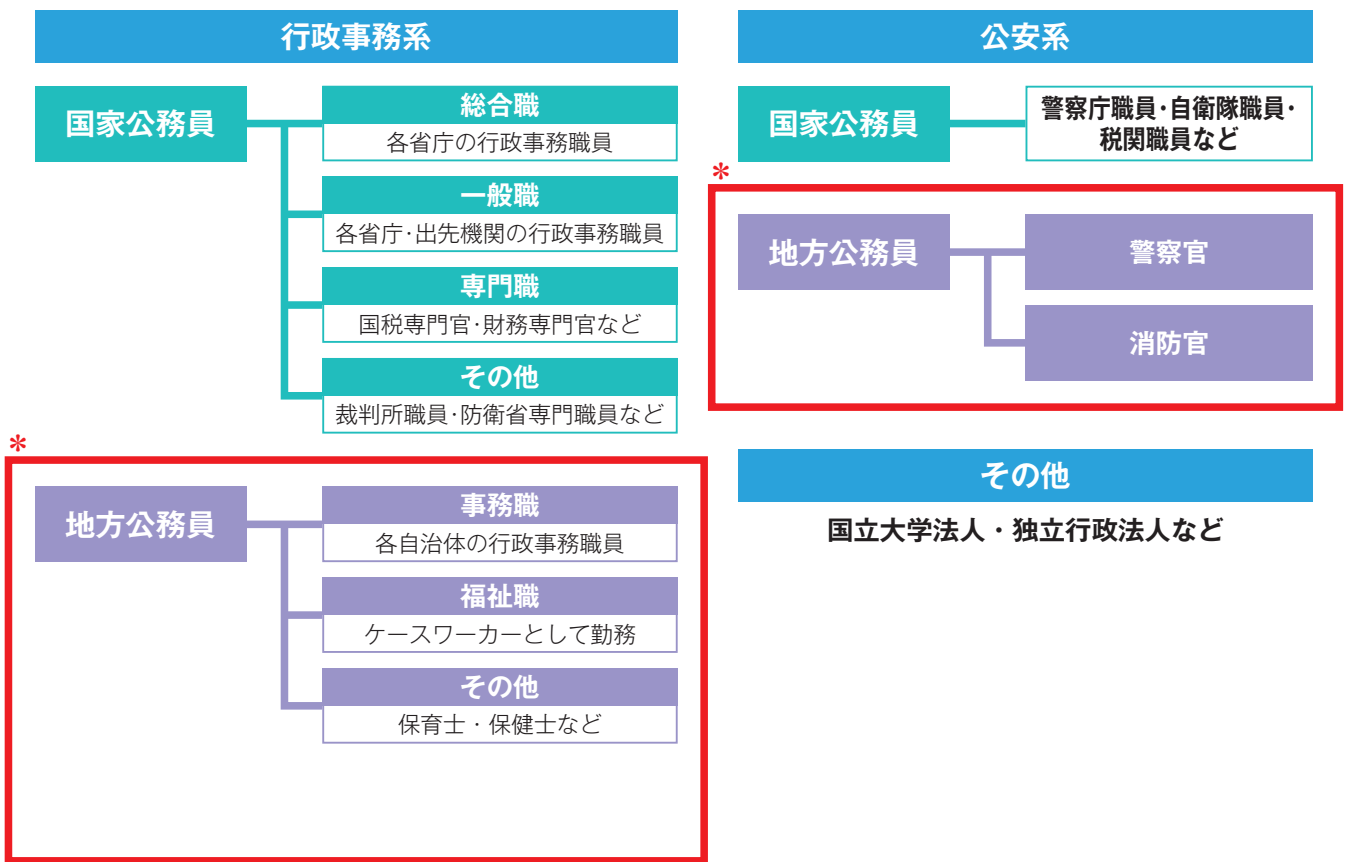 行政事務系
国家公務員
総合職
各省庁の行政事務職員
一般職
各省庁・出先機関の行政事務職員
専門職
国税専門官・財務専門官など
その他
裁判所職員・防衛省専門職員など
*
地方公務員
事務職
各自治体の行政事務職員
福祉職
ケースワーカーとして勤務
その他
保育士・保健士など
公安系
国家公務員
警察庁職員・自衛隊職員・
税関職員など
*
地方公務員
警察官
消防官
その他
国立大学法人・独立行政法人など